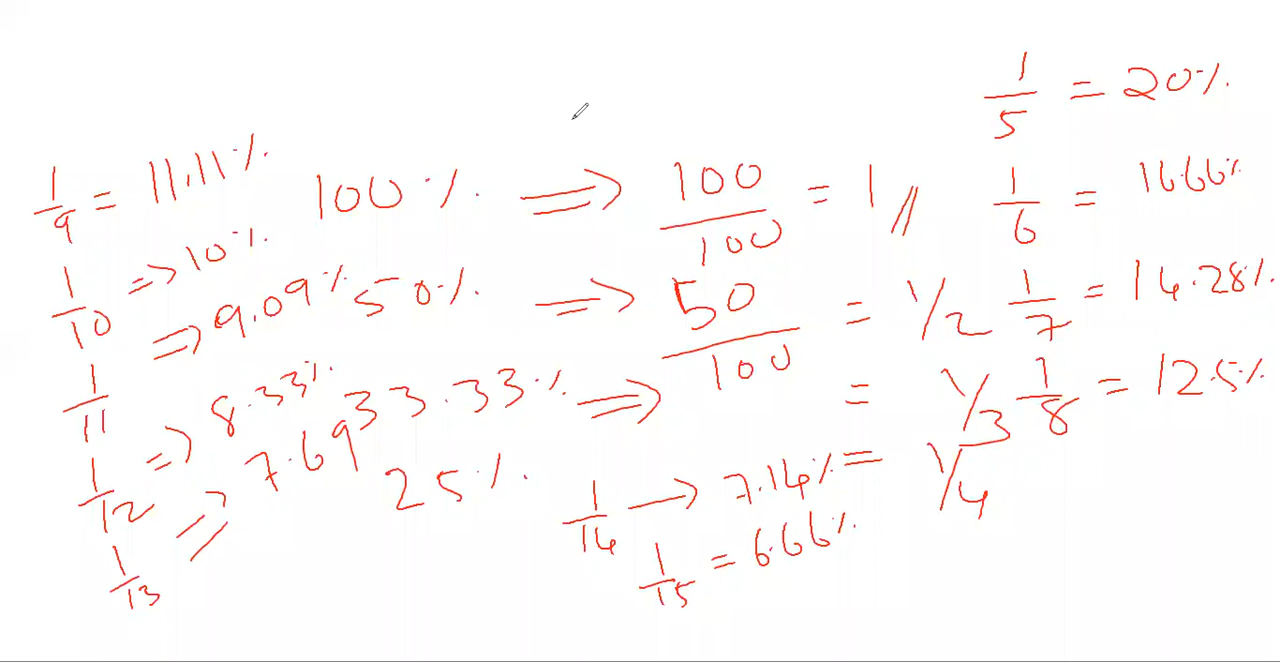 1/5 = 20%
1/9 = 11.11%
100% ⇒ 100/100 = 1 //
1/6 = 16.66%
1/10 => 10%
50% ⇒ 50/100 = 1/2
1/7 = 14.28%
1/11 ⇒ 9.09%
33.33% ⇒ = 1/3
1/8 = 12.5%
1/12 => 8.33%
25% = 1/4
1/13 => 7.69
1/14 → 7.14%
1/15 = 6.66%